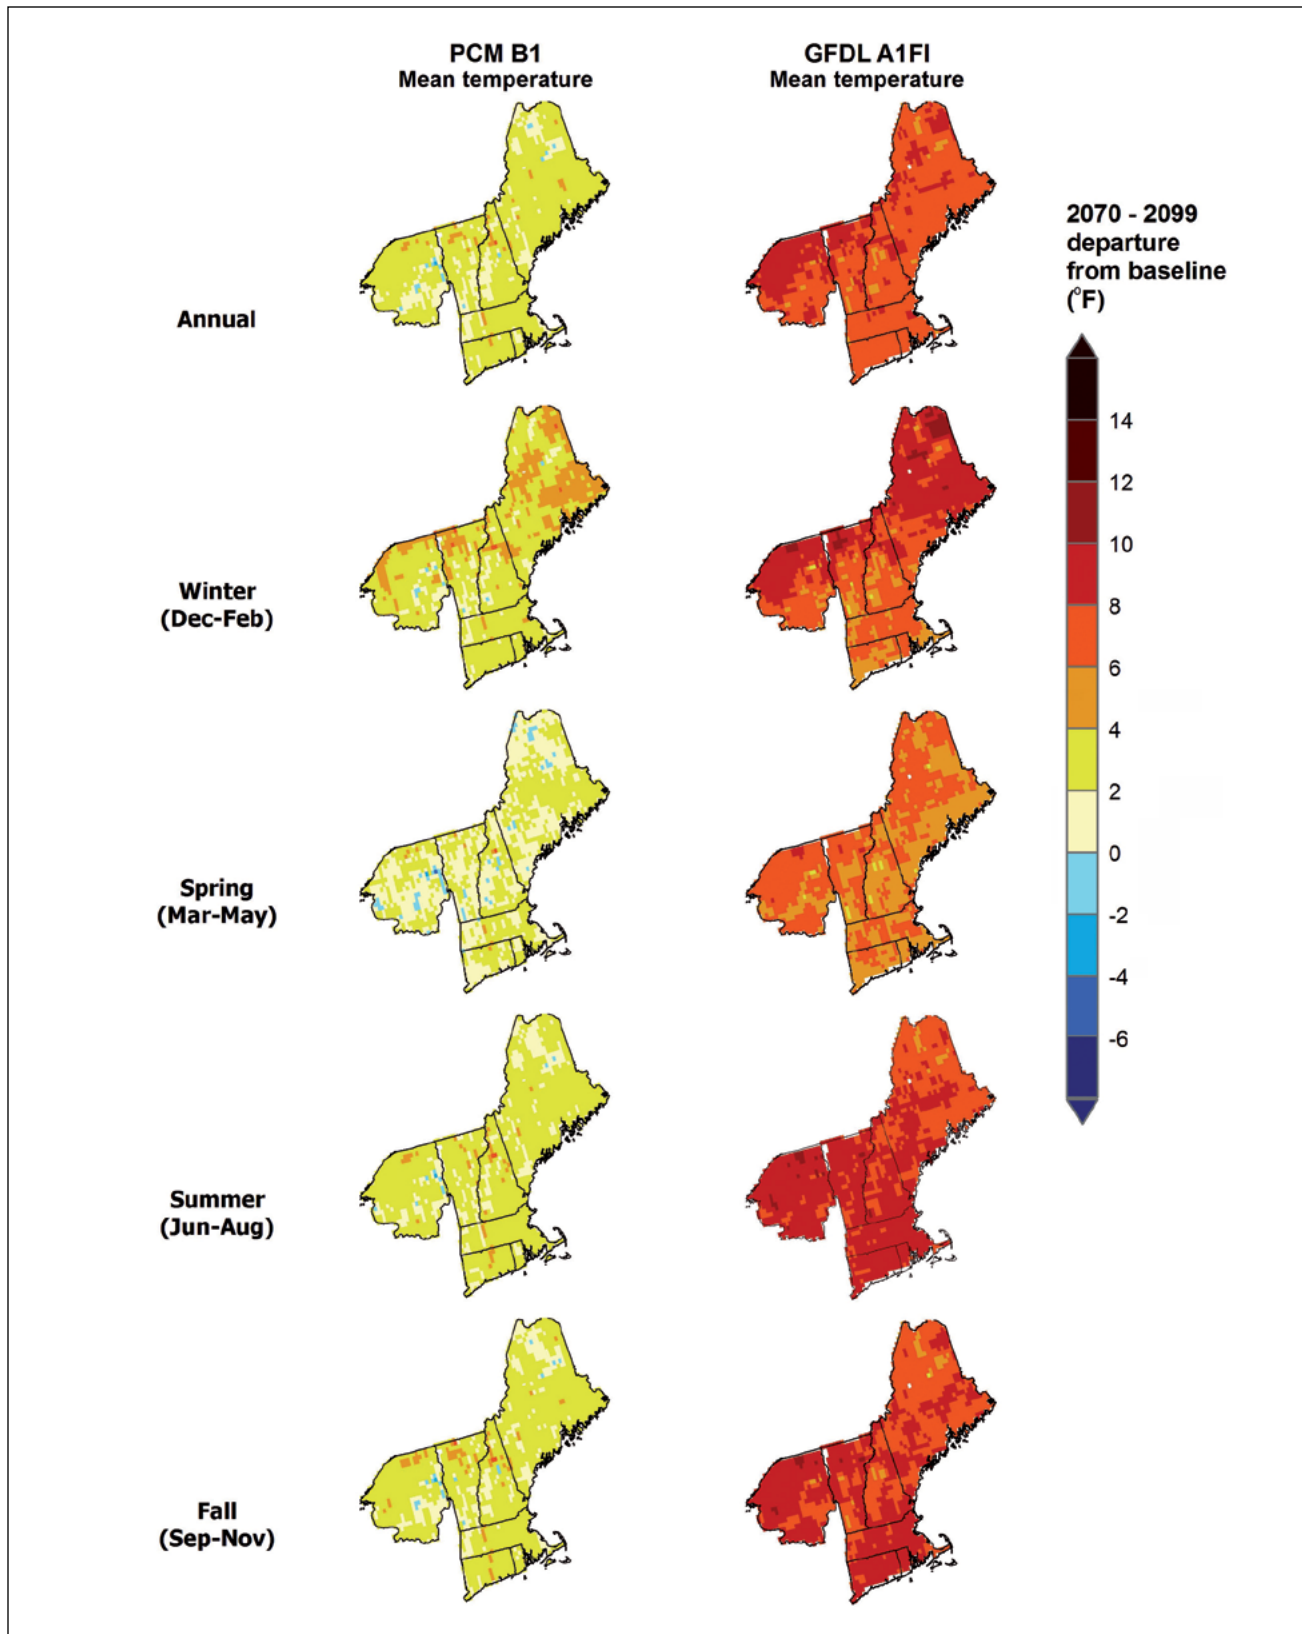 PCM B1
Mean temperature
GFDL A1FI
Mean temperature
2070 - 2099
departure
from baseline
(°F)
Annual
14
12
10
8
6
4
2
0
-2
-4
-6
Winter
(Dec-Feb)
Spring
(Mar-May)
Summer
(Jun-Aug)
Fall
(Sep-Nov)